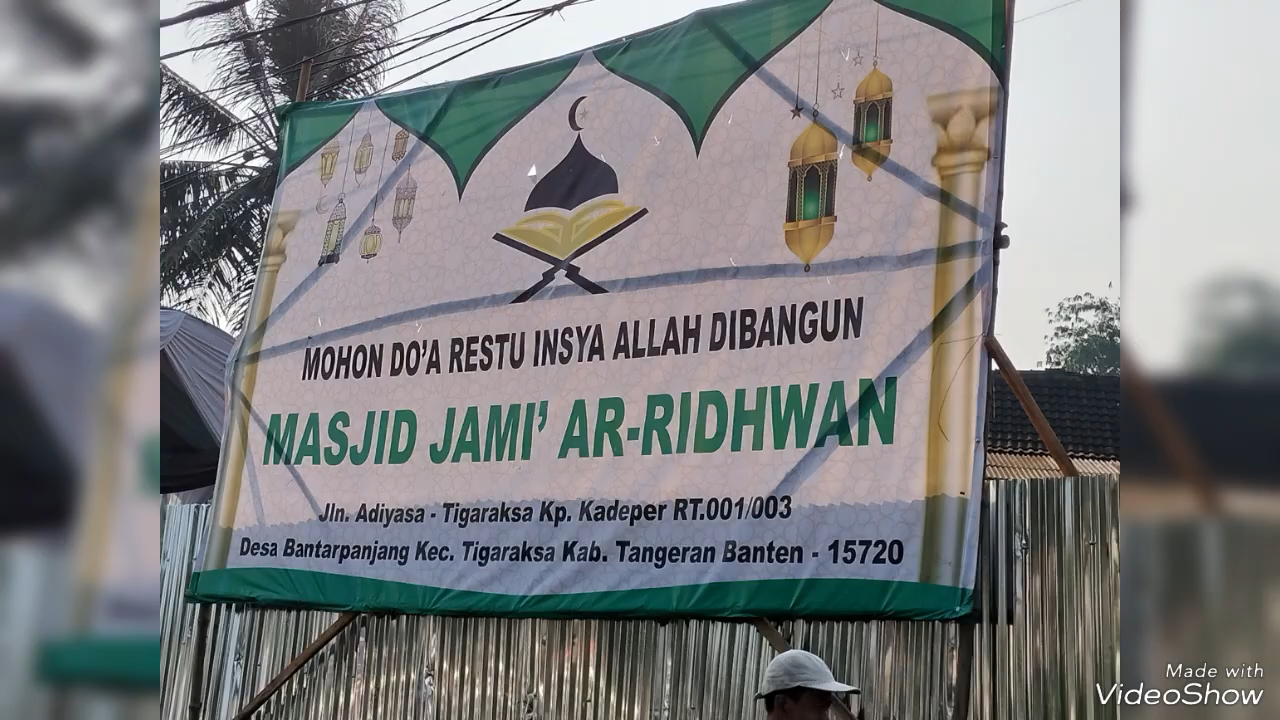 MOHON DO'A RESTU INSYA ALLAH DIBANGUN
MASJID JAMI' AR-RIDHWAN
Jln. Adiyasa - Tigaraksa Kp. Kadeper RT.001/003
Desa Bantarpanjang Kec. Tigaraksa Kab. Tangeran Banten - 15720
Made with
VideoShow